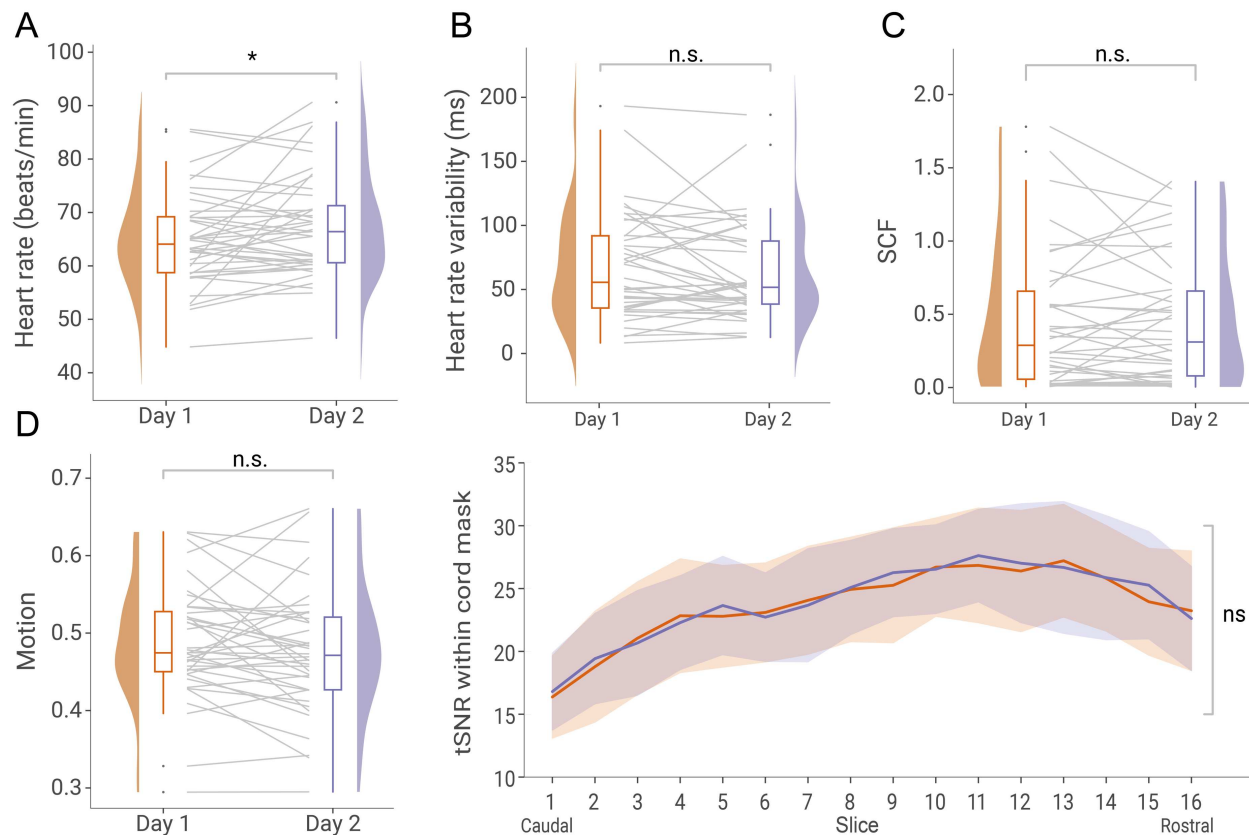 A
Heart rate (beats/min)
100
90
80
70
60
50
40
*
Day 1
Day 2
B
Heart rate variability (ms)
200
150
100
50
0
n.s.
Day 1
Day 2
C
SCF
2.0
1.5
1.0
0.5
0.0
n.s.
Day 1
Day 2
D
Motion
0.7
0.6
0.5
0.4
0.3
n.s.
Day 1
Day 2
tSNR within cord mask
35
30
25
20
15
10
ns
1 2 3 4 5 6 7 8 9 10 11 12 13 14 15 16
Caudal Slice Rostral